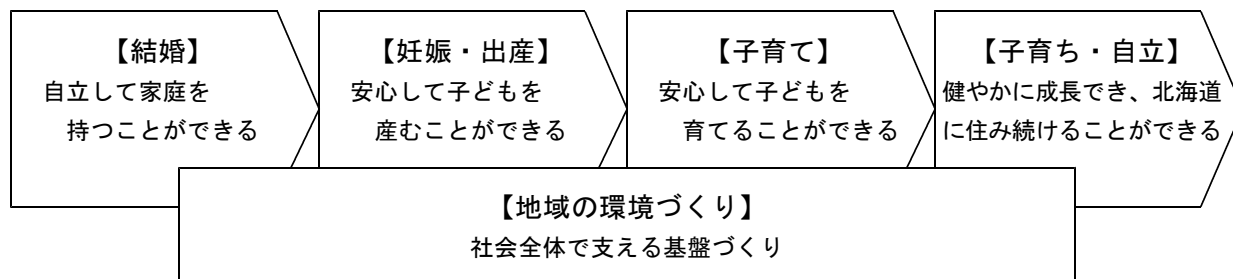 【結婚】
自立して家庭を
持つことができる
【妊娠・出産】
安心して子どもを
産むことができる
【子育て】
安心して子どもを
育てることができる
【子育ち・自立】
健やかに成長でき、北海道
に住み続けることができる
【地域の環境づくり】
社会全体で支える基盤づくり